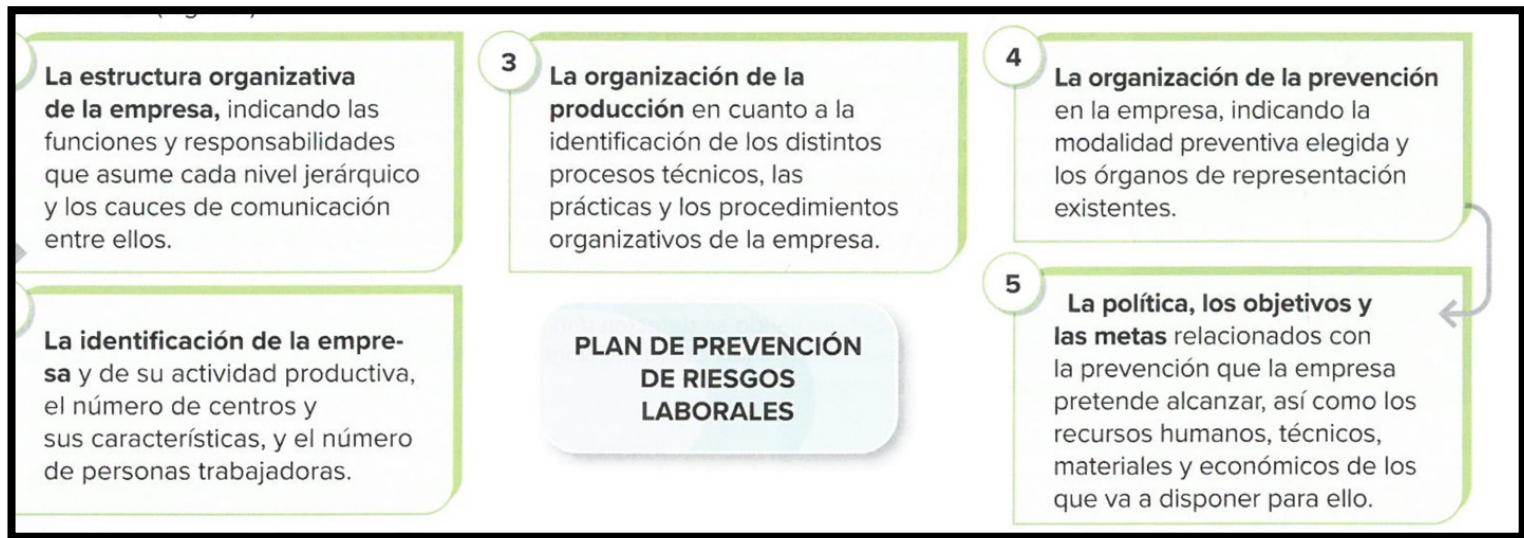 La estructura organizativa
de la empresa, indicando las
funciones y responsabilidades
que asume cada nivel jerárquico
y los cauces de comunicación
entre ellos.
La identificación de la empre-
sa y de su actividad productiva,
el número de centros y
sus características, y el número
de personas trabajadoras.
3
La organización de la
producción en cuanto a la
identificación de los distintos
procesos técnicos, las
prácticas y los procedimientos
organizativos de la empresa.
PLAN DE PREVENCIÓN
DE RIESGOS
LABORALES
4
La organización de la prevención
en la empresa, indicando la
modalidad preventiva elegida y
los órganos de representación
existentes.
5
La política, los objetivos y
las metas relacionados con
la prevención que la empresa
pretende alcanzar, así como los
recursos humanos, técnicos,
materiales y económicos de los
que va a disponer para ello.